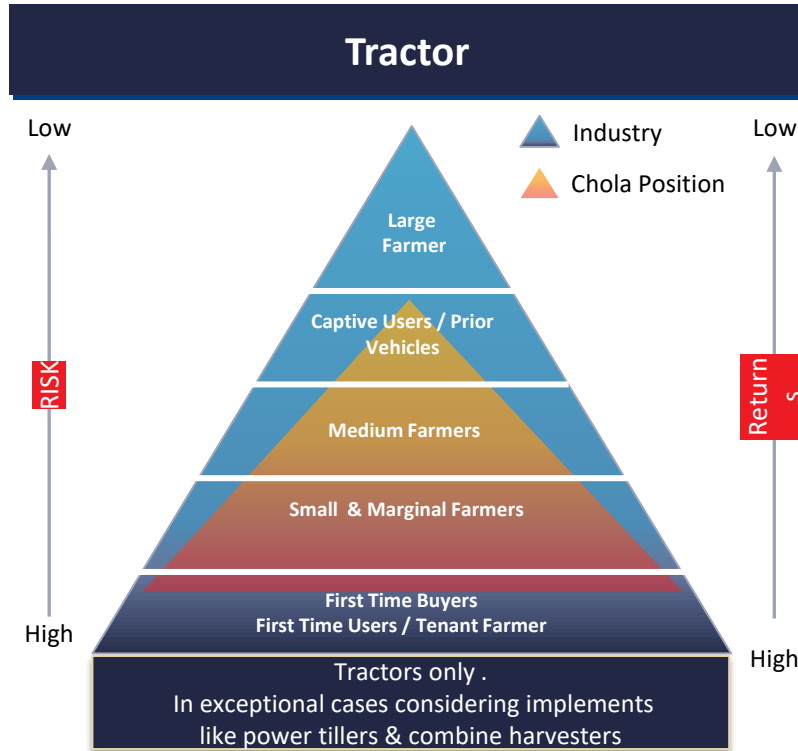 Tractor
Low
Low
Industry
Chola Position
Large
Farmer
Captive Users / Prior
Vehicles
RISK
Return
s
Medium Farmers
Small & Marginal Farmers
First Time Buyers
First Time Users / Tenant Farmer
High
High
Tractors only .
In exceptional cases considering implements
like power tillers & combine harvesters